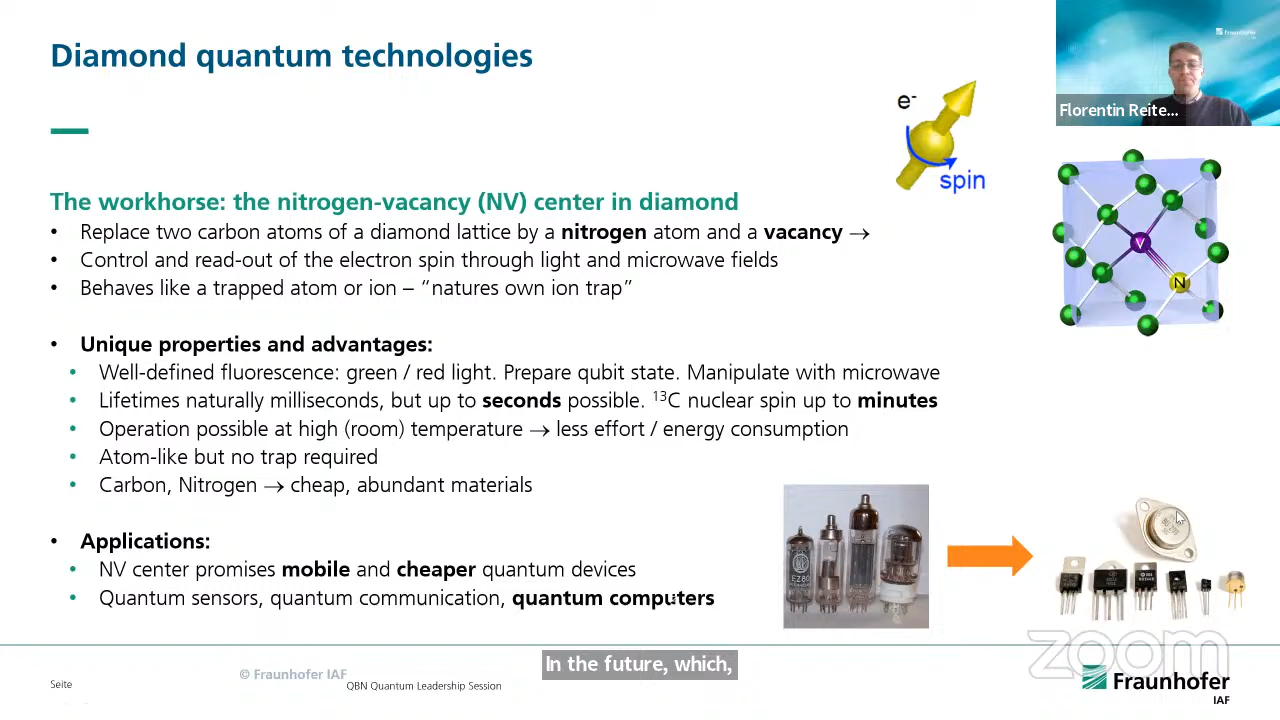 Diamond quantum technologies
Fraunhofer
Florentin Reite...
e-
spin
The workhorse: the nitrogen-vacancy (NV) center in diamond
• Replace two carbon atoms of a diamond lattice by a nitrogen atom and a vacancy →
• Control and read-out of the electron spin through light and microwave fields
• Behaves like a trapped atom or ion – “natures own ion trap”
V
N
• Unique properties and advantages:
• Well-defined fluorescence: green / red light. Prepare qubit state. Manipulate with microwave
• Lifetimes naturally milliseconds, but up to seconds possible. ¹³C nuclear spin up to minutes
• Operation possible at high (room) temperature → less effort / energy consumption
• Atom-like but no trap required
• Carbon, Nitrogen → cheap, abundant materials
• Applications:
• NV center promises mobile and cheaper quantum devices
• Quantum sensors, quantum communication, quantum computers
EZ80
zoom
In the future, which,
© Fraunhofer IAF
Seite
QBN Quantum Leadership Session
Fraunhofer
IAF